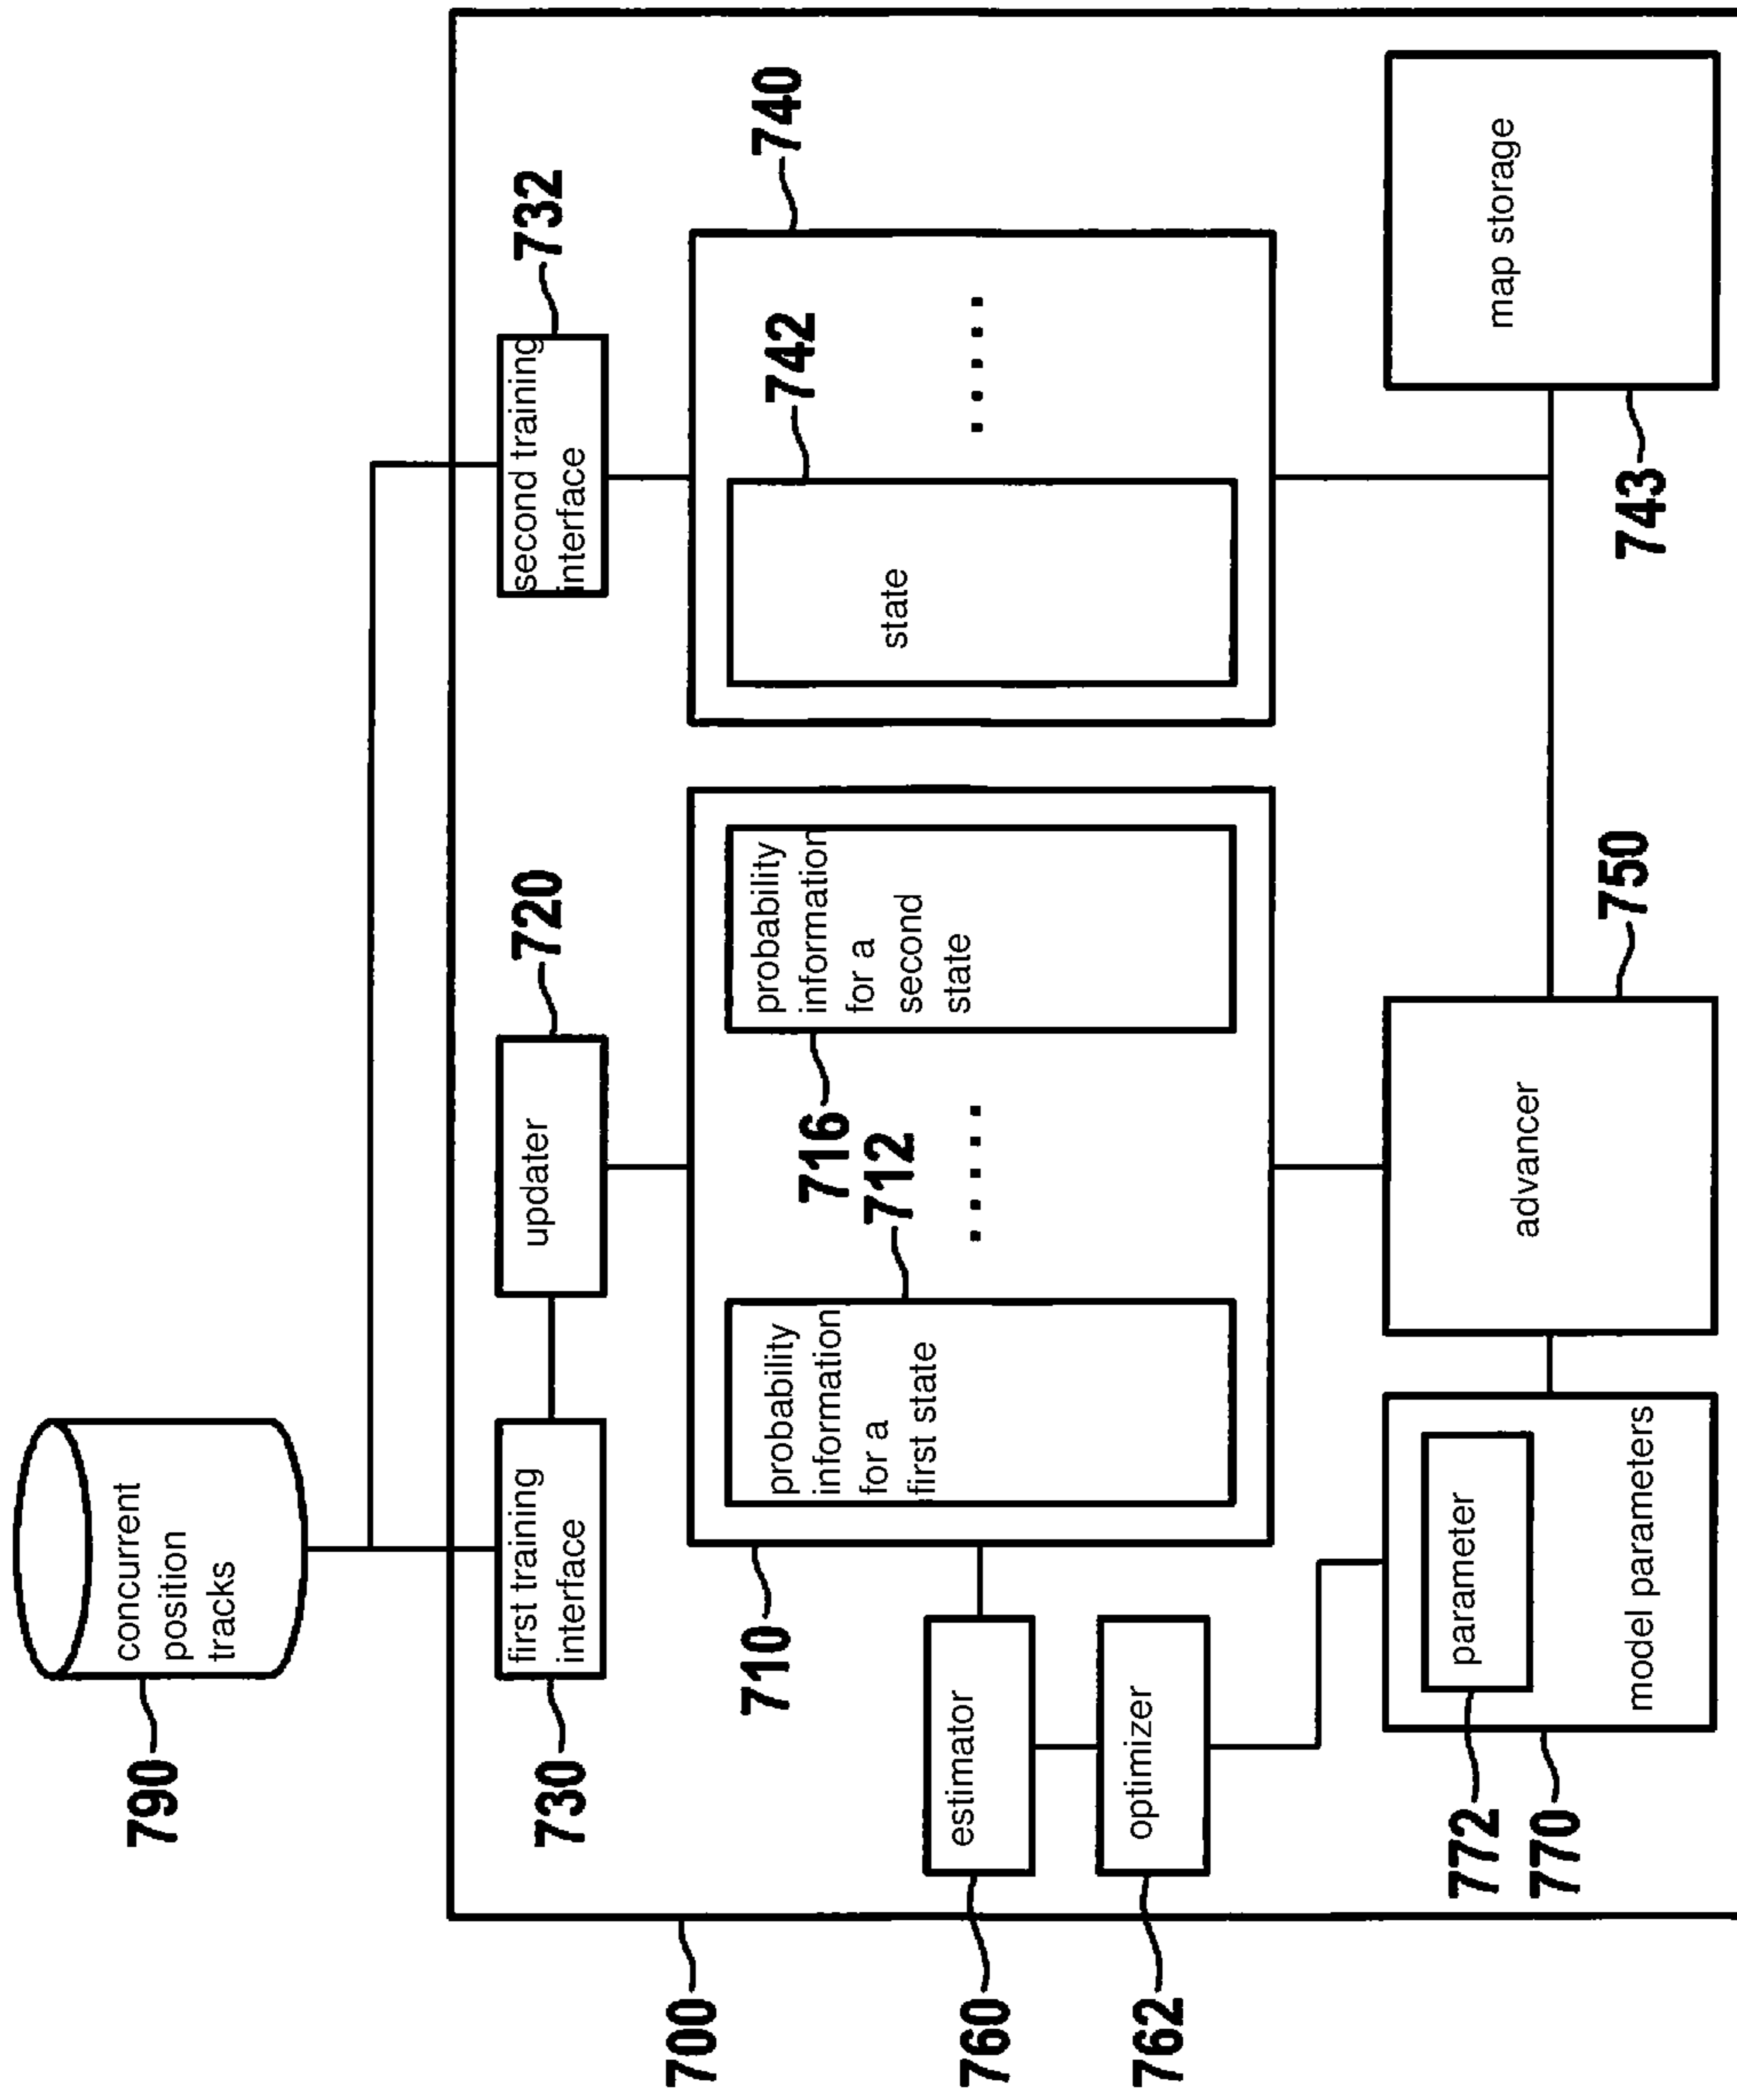 790
concurrent
position
tracks
700
730
first training
interface
720
updater
732
second training
interface
710
712
probability
information
for a
first state
.....
716
probability
information
for a
second
state
740
742
state
.....
760
estimator
762
optimizer
772
parameter
770
model parameters
750
advancer
743
map storage